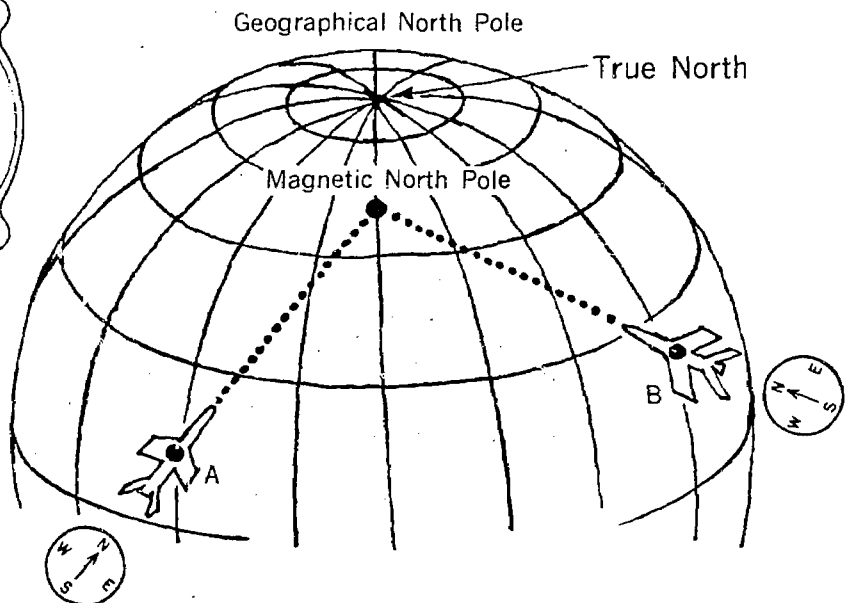 Geographical North Pole
True North
Magnetic North Pole
A
B
N
E
S
W
N
E
S
W